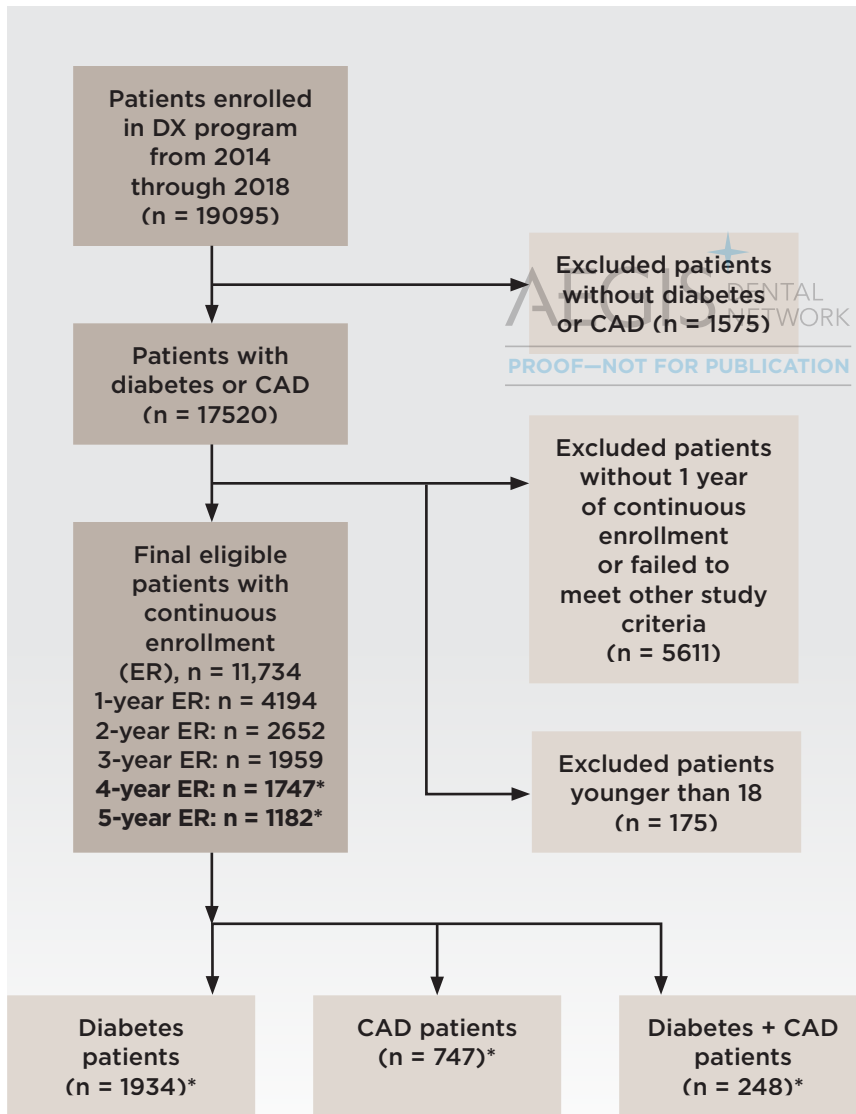 Patients enrolled
in DX program
from 2014
through 2018
(n = 19095)
Excluded patients
without diabetes
or CAD (n = 1575)
AEGIS DENTAL
NETWORK
PROOF—NOT FOR PUBLICATION
Patients with
diabetes or CAD
(n = 17520)
Excluded patients
without 1 year
of continuous
enrollment
or failed to
meet other study
criteria
(n = 5611)
Final eligible
patients with
continuous
enrollment
(ER), n = 11,734
1-year ER: n = 4194
2-year ER: n = 2652
3-year ER: n = 1959
4-year ER: n = 1747*
5-year ER: n = 1182*
Excluded patients
younger than 18
(n = 175)
Diabetes
patients
(n = 1934)*
CAD patients
(n = 747)*
Diabetes + CAD
patients
(n = 248)*